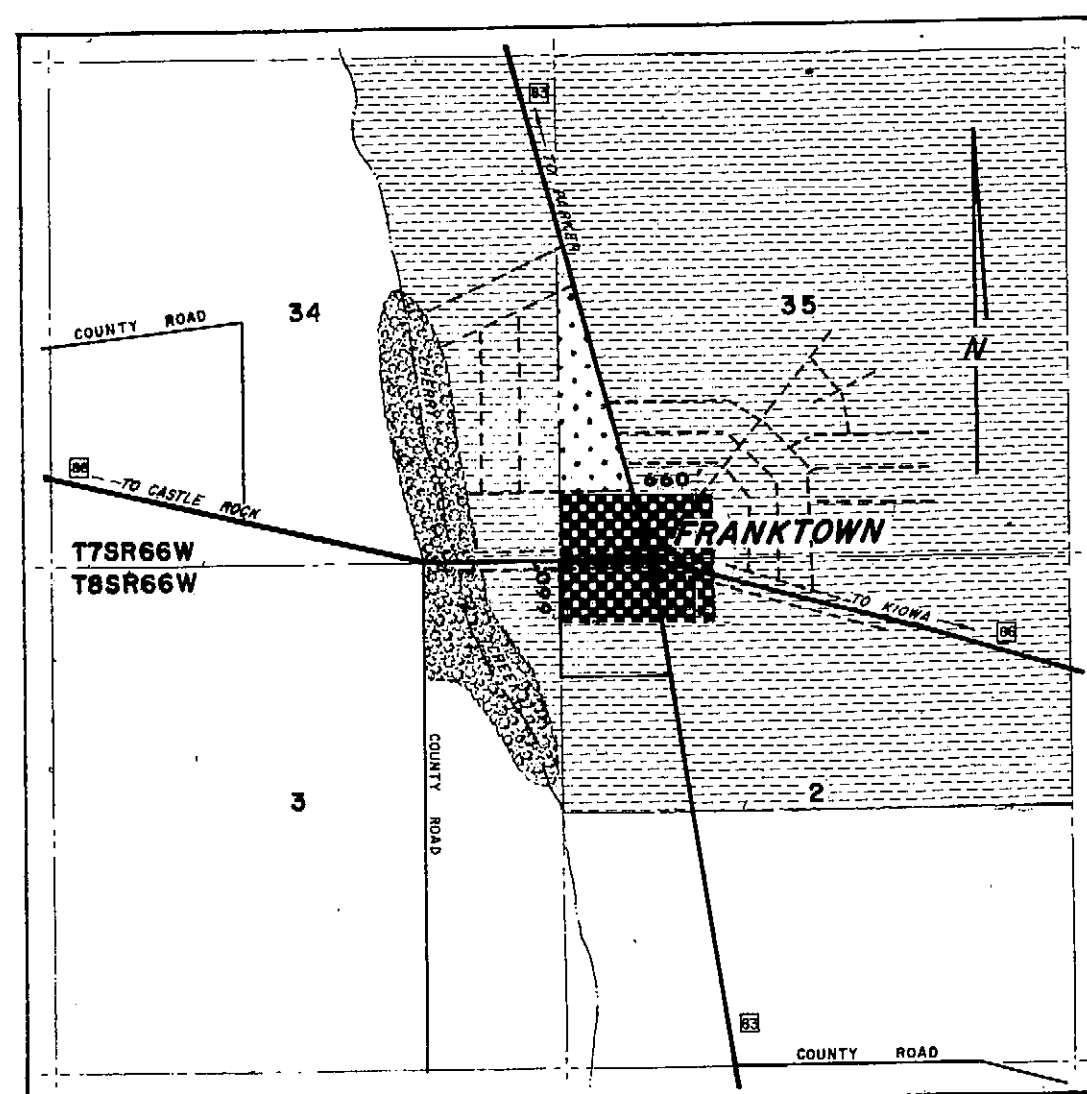 83
TO PARKER
34
35
COUNTY ROAD
N
CHERRY
86
TO CASTLE ROCK
660'
FRANKTOWN
T7SR66W
T8SR66W
660'
TO KIOWA
86
CREEK
COUNTY ROAD
3
2
83
COUNTY ROAD